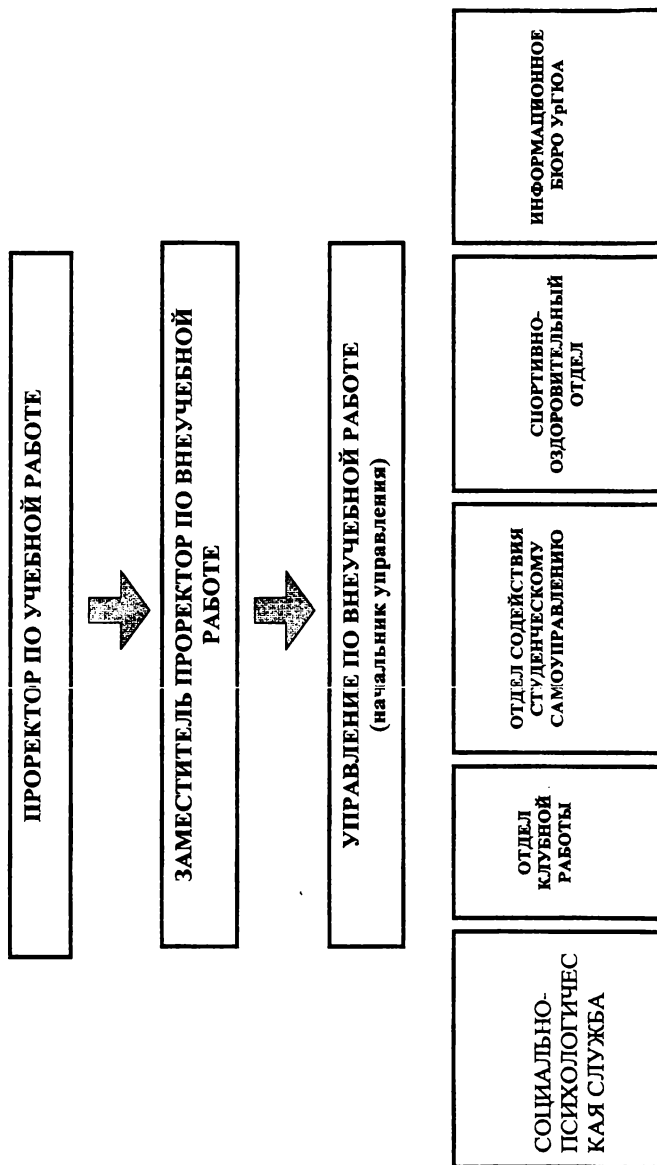 ПРОРЕКТОР ПО УЧЕБНОЙ РАБОТЕ
ЗАМЕСТИТЕЛЬ ПРОРЕКТОР ПО ВНЕУЧЕБНОЙ
РАБОТЕ
УПРАВЛЕНИЕ ПО ВНЕУЧЕБНОЙ РАБОТЕ
(начальник управления)
СОЦИАЛЬНО-
ПСИХОЛОГИЧЕС
КАЯ СЛУЖБА
ОТДЕЛ
КЛУБНОЙ
РАБОТЫ
ОТДЕЛ СОДЕЙСТВИЯ
СТУДЕНЧЕСКОМУ
САМОУПРАВЛЕНИЮ
СПОРТИВНО-
ОЗДОРОВИТЕЛЬНЫЙ
ОТДЕЛ
ИНФОРМАЦИОННОЕ
БЮРО УрГЮА